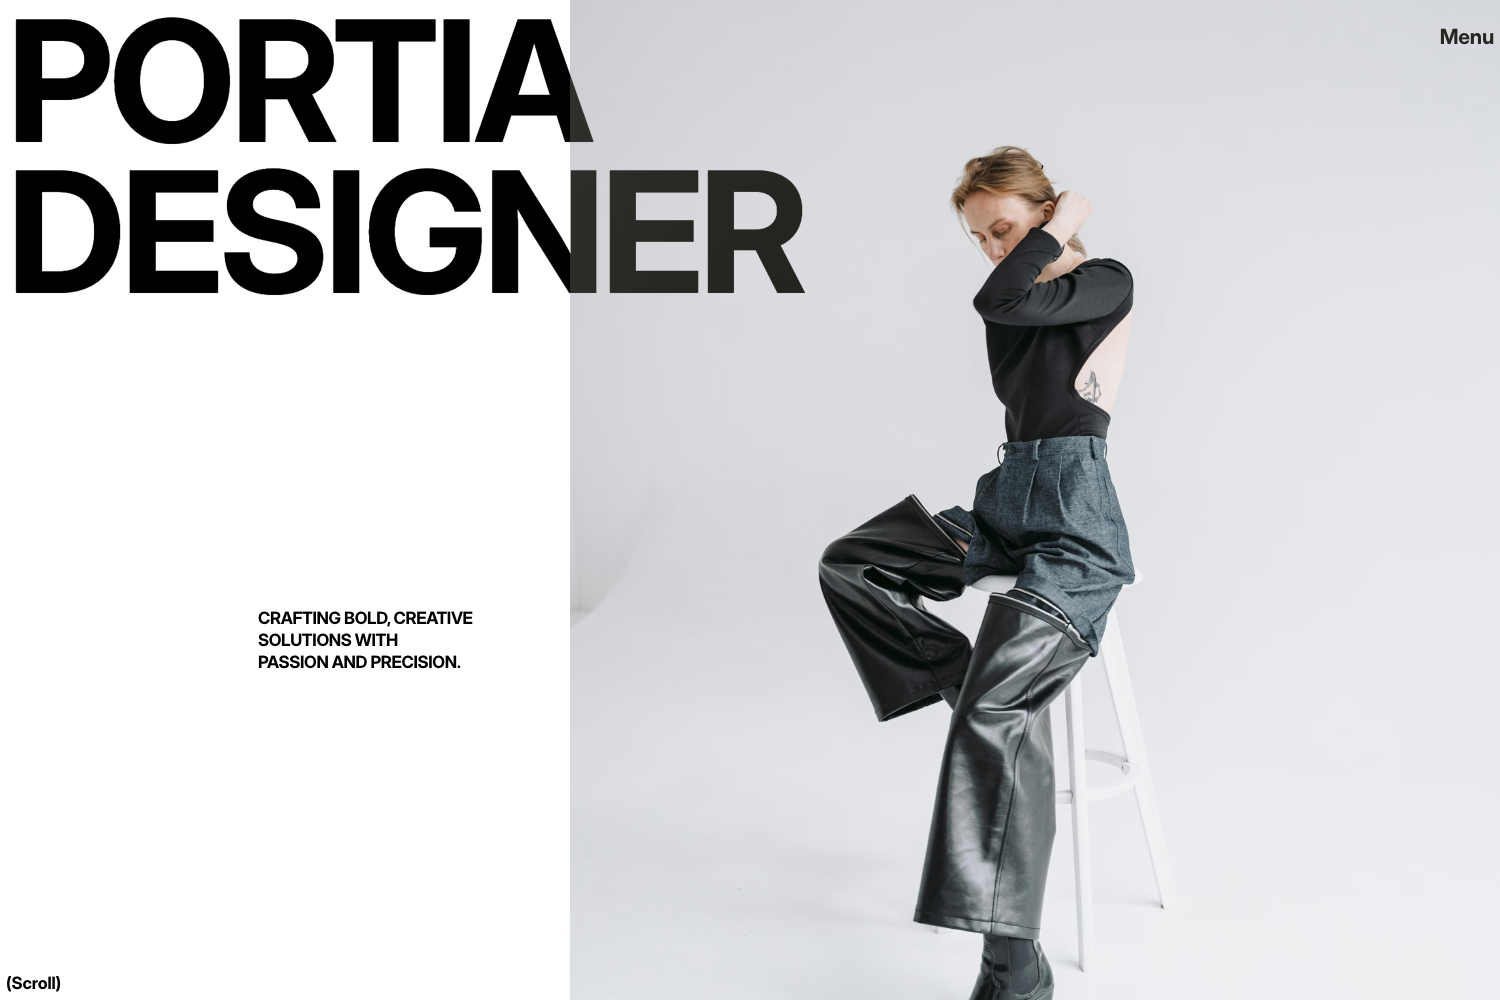 PORTIA
DESIGNER
Menu
CRAFTING BOLD, CREATIVE
SOLUTIONS WITH
PASSION AND PRECISION.
(Scroll)